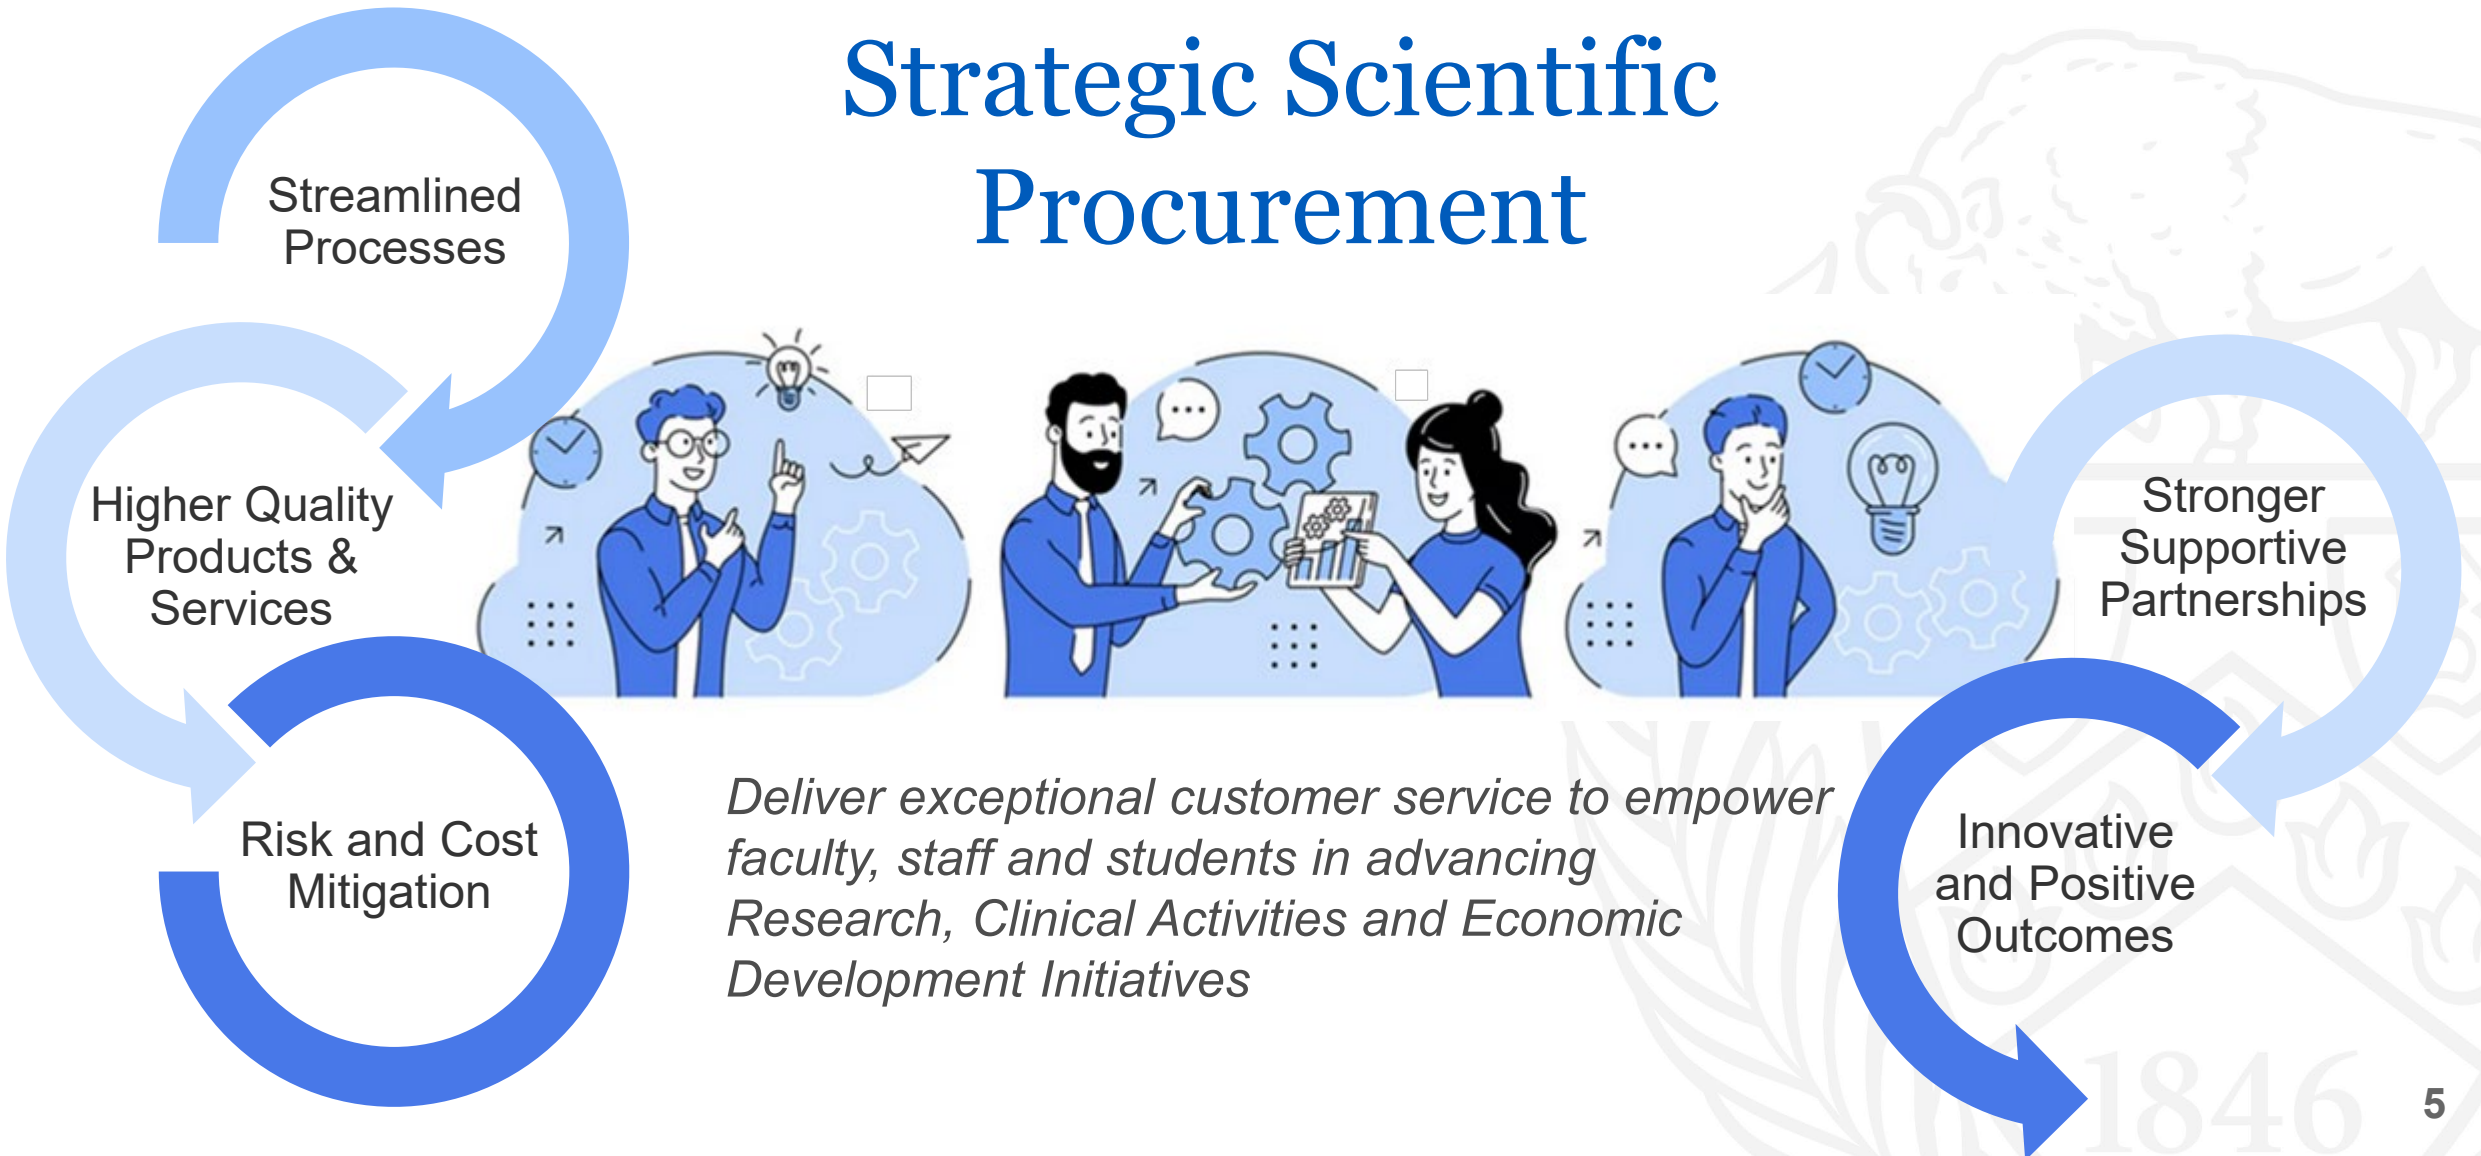 Strategic Scientific
Procurement
Streamlined
Processes
Higher Quality
Products &
Services
Risk and Cost
Mitigation
Deliver exceptional customer service to empower
faculty, staff and students in advancing
Research, Clinical Activities and Economic
Development Initiatives
Stronger
Supportive
Partnerships
Innovative
and Positive
Outcomes
1846
5